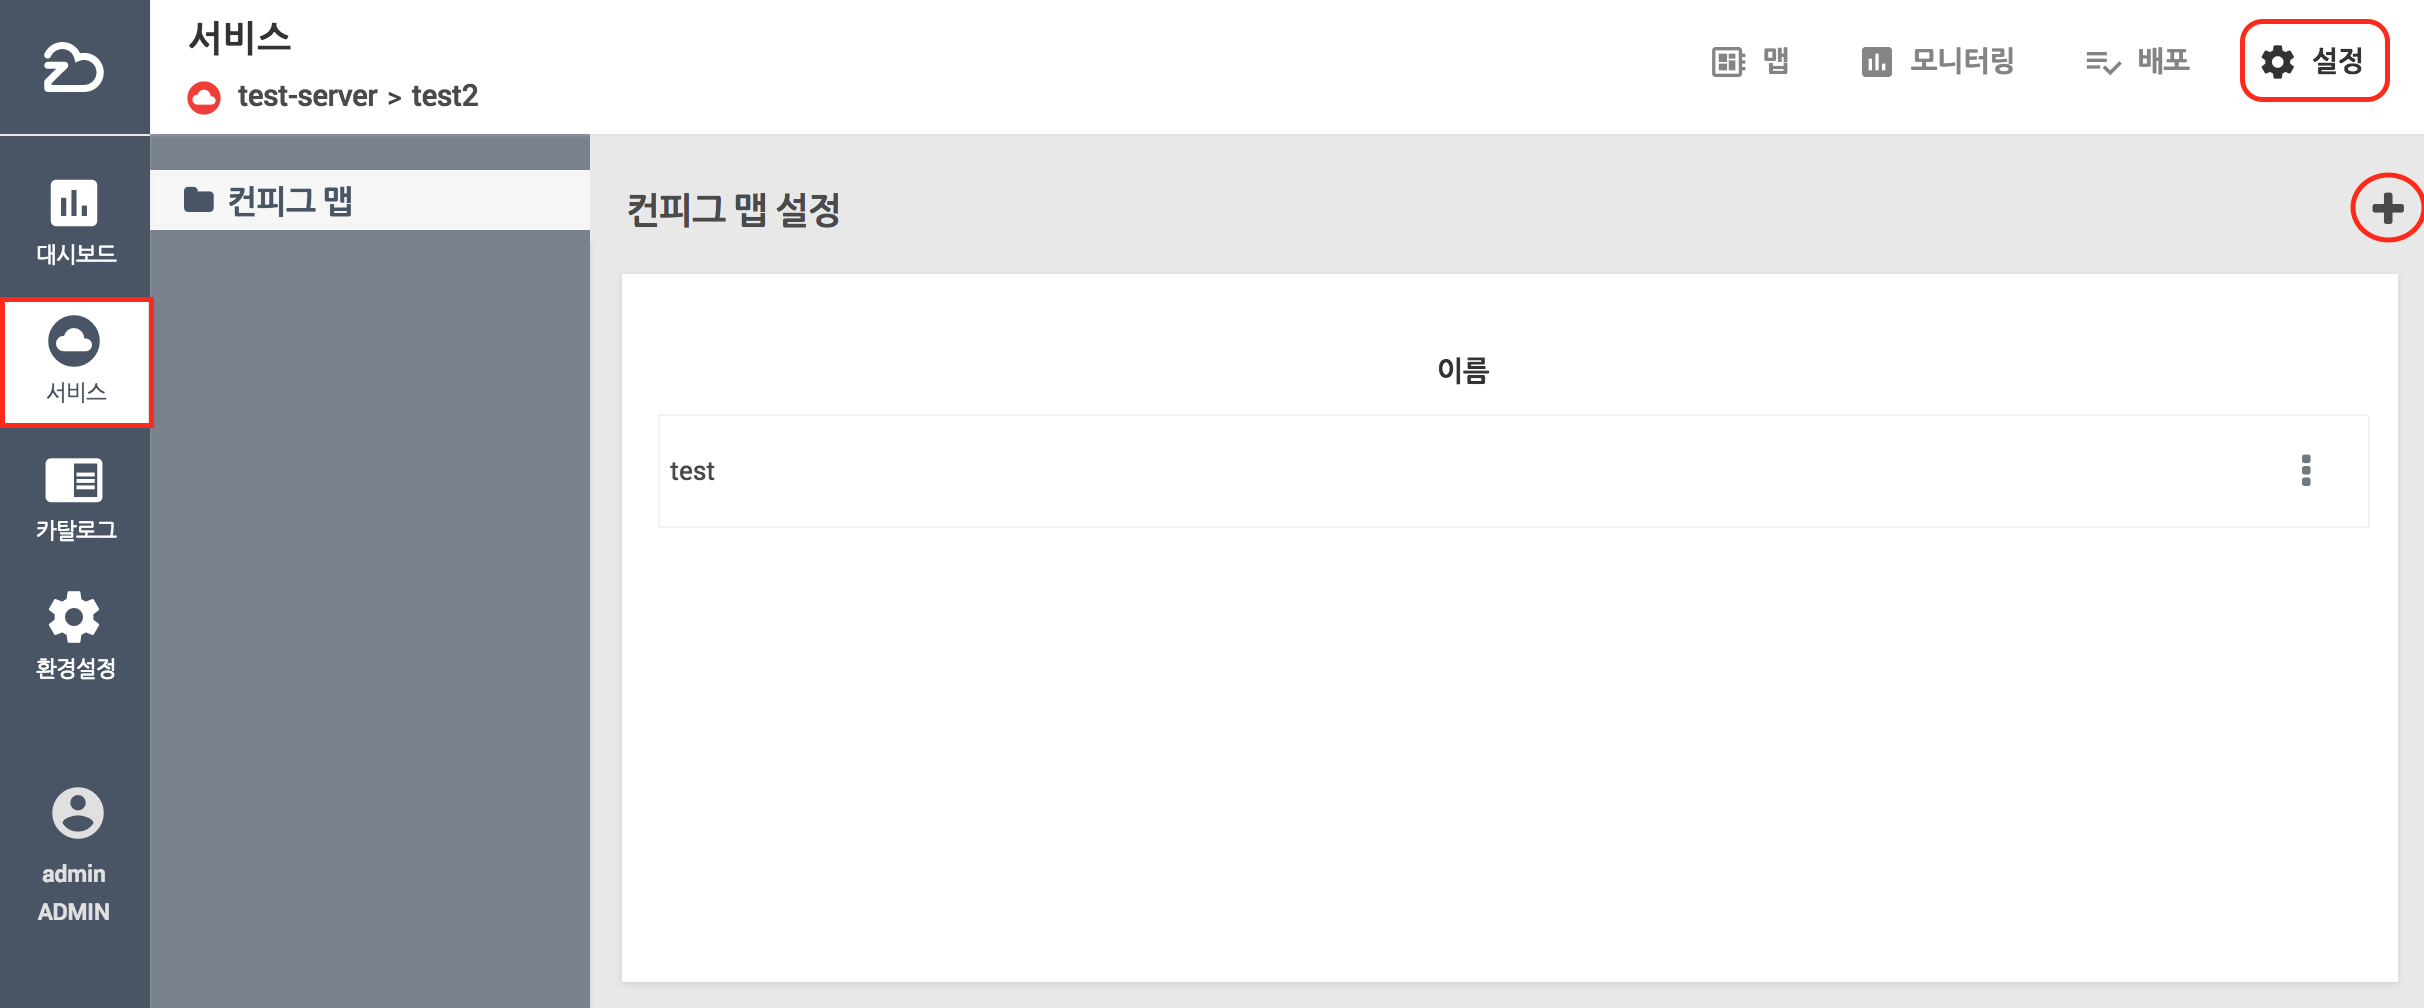 서비스
test-server > test2
맵
모니터링
배포
설정
대시보드
서비스
카탈로그
환경설정
admin
ADMIN
컨피그 맵
컨피그 맵 설정
이름
test